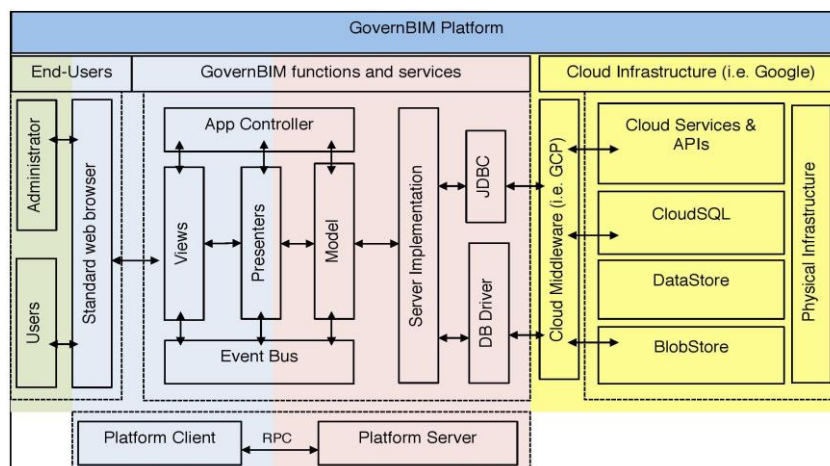 GovernBIM Platform
End-Users
GovernBIM functions and services
Cloud Infrastructure (i.e. Google)
Administrator
Users
Standard web browser
App Controller
Views
Presenters
Model
Event Bus
Server Implementation
JDBC
DB Driver
Cloud Middleware (i.e. GCP)
Cloud Services &
APIs
CloudSQL
DataStore
BlobStore
Physical Infrastructure
Platform Client
RPC
Platform Server